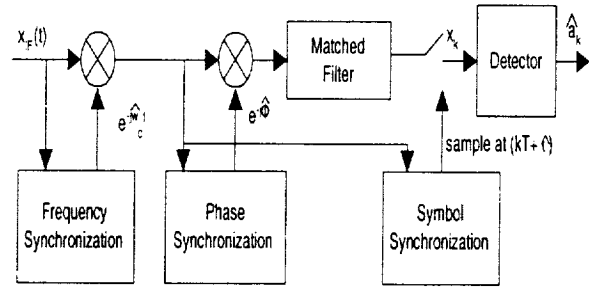 x_IF(t)
Matched
Filter
x_k
Detector
â_k
e^-jŵ_c t
e^-jΦ̂
sample at (kT+ t̂)
Frequency
Synchronization
Phase
Synchronization
Symbol
Synchronization